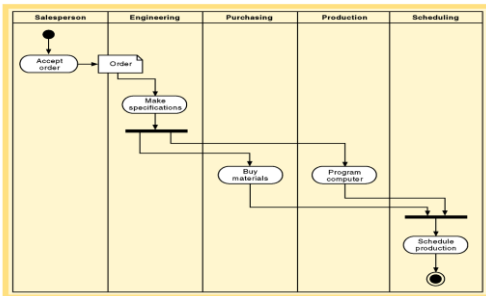 Salesperson
Engineering
Purchasing
Production
Scheduling
Accept
order
Order
Make
specifications
Buy
materials
Program
computer
Schedule
production